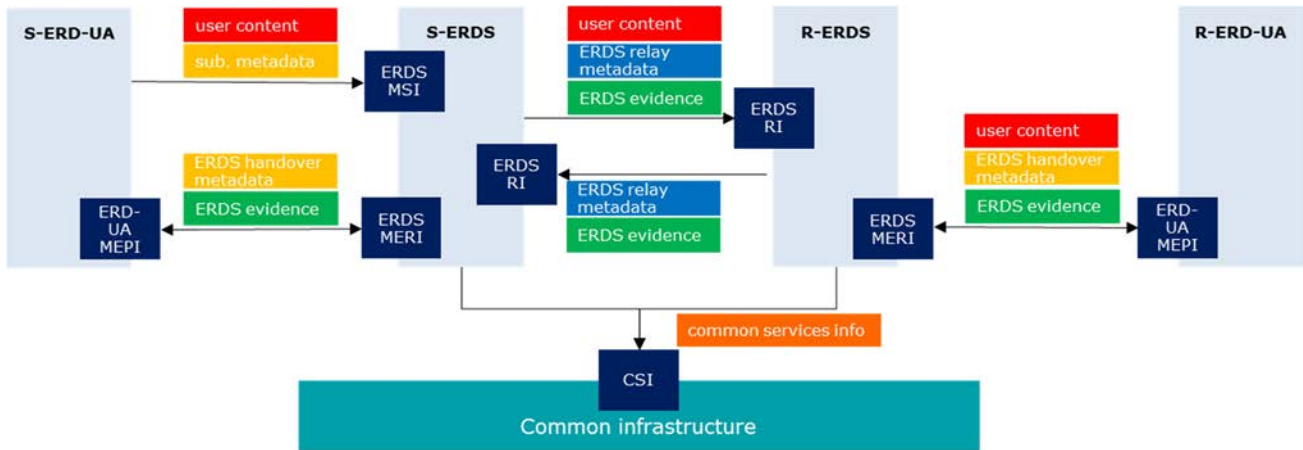 S-ERD-UA
user content
sub. metadata
S-ERDS
ERDS
MSI
user content
ERDS relay
metadata
ERDS evidence
R-ERDS
ERDS
RI
R-ERD-UA
ERDS handover
metadata
ERDS evidence
ERD-
UA
MEPI
ERDS
MERI
ERDS
RI
ERDS relay
metadata
ERDS evidence
user content
ERDS handover
metadata
ERDS evidence
ERDS
MERI
ERD-
UA
MEPI
common services info
CSI
Common infrastructure